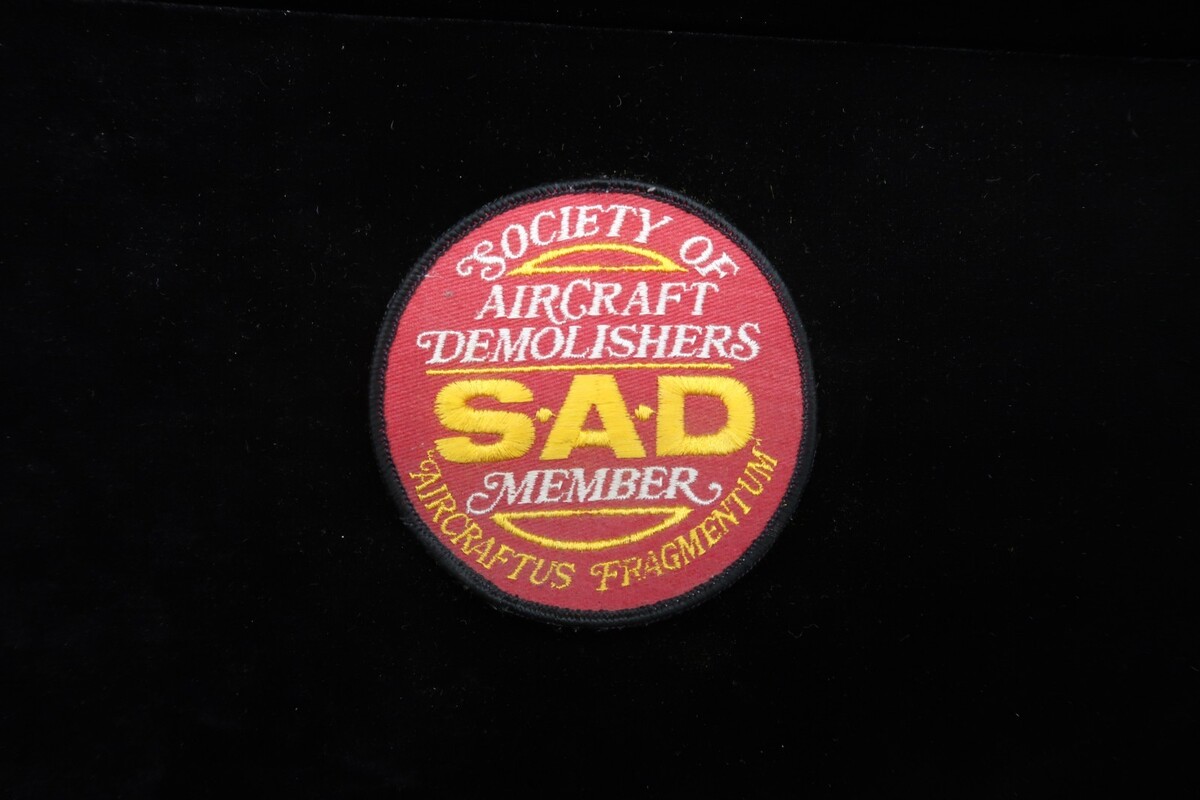 SOCIETY OF
AIRCRAFT
DEMOLISHERS
S·A·D
MEMBER
"AIRCRAFTUS FRAGMENTUM"